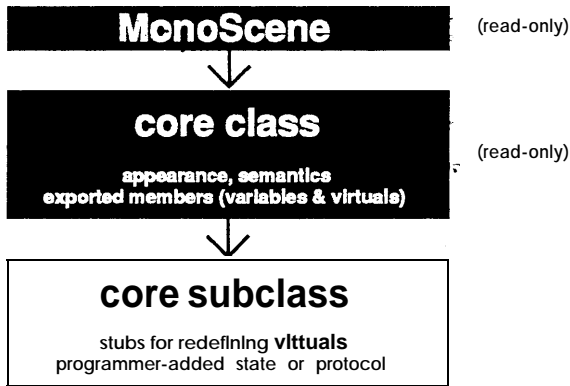 MonoScene
(read-only)
core class
(read-only)
appearance, semantics
exported members (variables & virtuals)
core subclass
stubs for redefining vittuals
programmer-added state or protocol